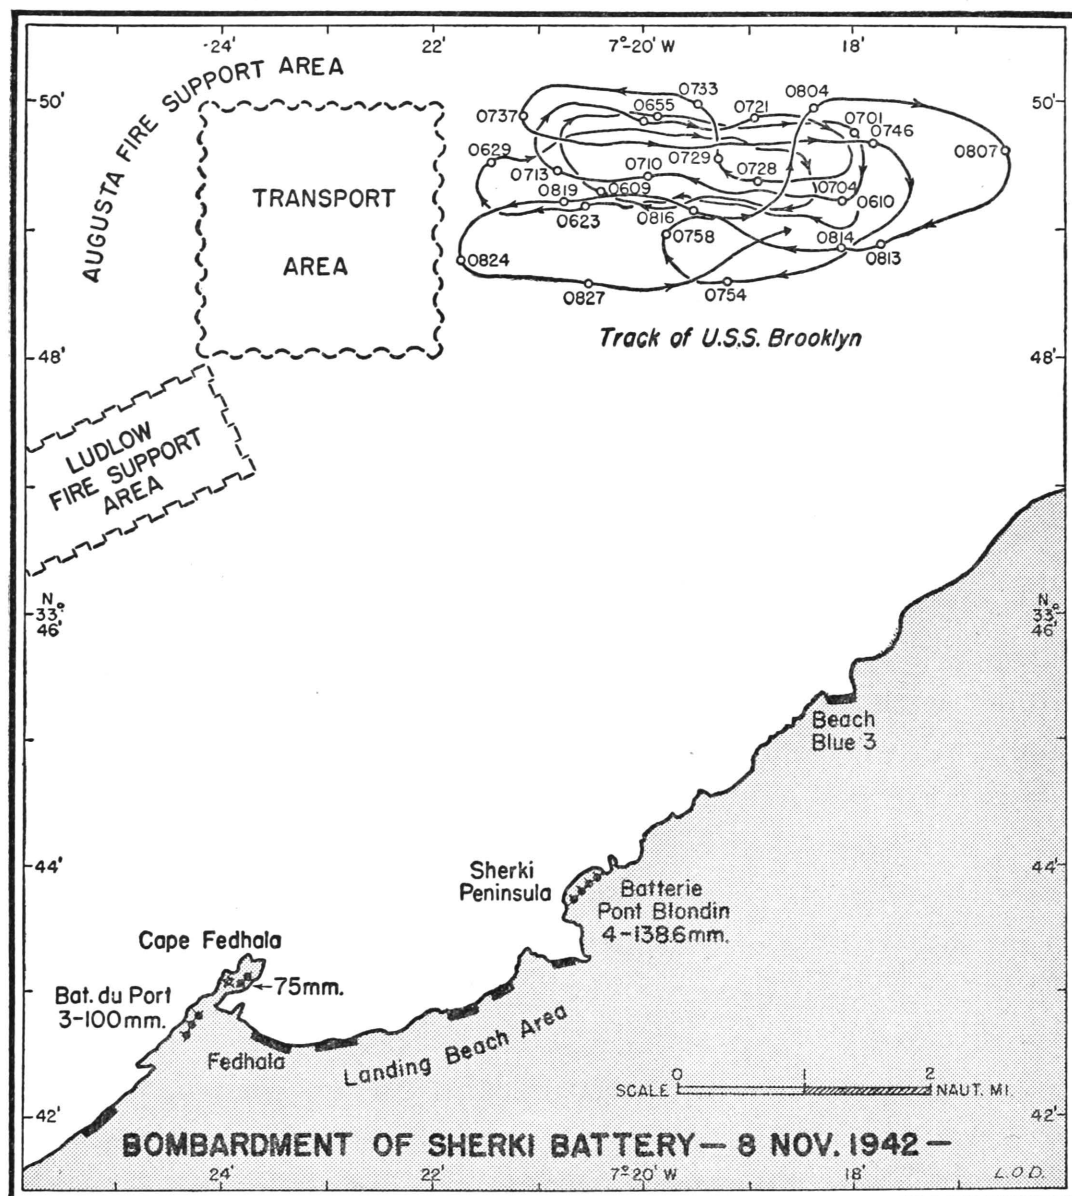 24' 22' 7°-20' W 18'
AUGUSTA FIRE SUPPORT AREA
50' 50'
TRANSPORT
AREA
0733
0804
0655
0721
0737
0701
0746
0629
0729
0807
0713
0710
0728
0819
0609
0704
0610
0623
0816
0758
0814
0813
0824
0827
0754
Track of U.S.S. Brooklyn
48' 48'
LUDLOW
FIRE SUPPORT
AREA
N N
33° 33°
46' 46'
Beach
Blue 3
44' 44'
Sherki
Peninsula
Batterie
Pont Blondin
4-138.6mm.
Cape Fedhala
75mm.
Bat. du Port
3-100mm.
Fedhala
Landing Beach Area
0 1 2
SCALE NAUT. MI.
42' 42'
BOMBARDMENT OF SHERKI BATTERY — 8 NOV. 1942 —
24' 22' 7°-20' W 18'
L.O.D.